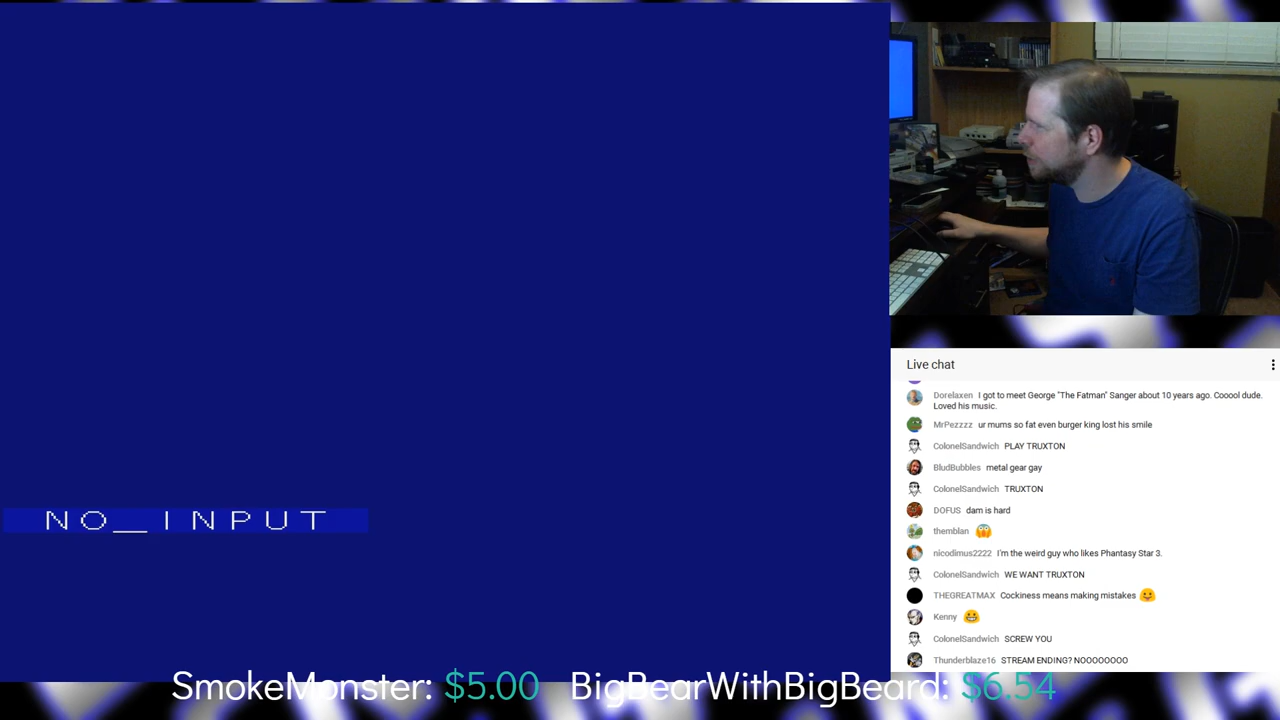 NO_INPUT
Live chat
Dorelaxen I got to meet George "The Fatman" Sanger about 10 years ago. Cooool dude.
Loved his music.
MrPezzzz ur mums so fat even burger king lost his smile
ColonelSandwich PLAY TRUXTON
BludBubbles metal gear gay
ColonelSandwich TRUXTON
DOFUS dam is hard
themblan 😱
nicodimus2222 I'm the weird guy who likes Phantasy Star 3.
ColonelSandwich WE WANT TRUXTON
THEGREATMAX Cockiness means making mistakes 😛
Kenny 😀
ColonelSandwich SCREW YOU
Thunderblaze16 STREAM ENDING? NOOOOOOOO
SmokeMonster: $5.00 BigBearWithBigBeard: $6.54